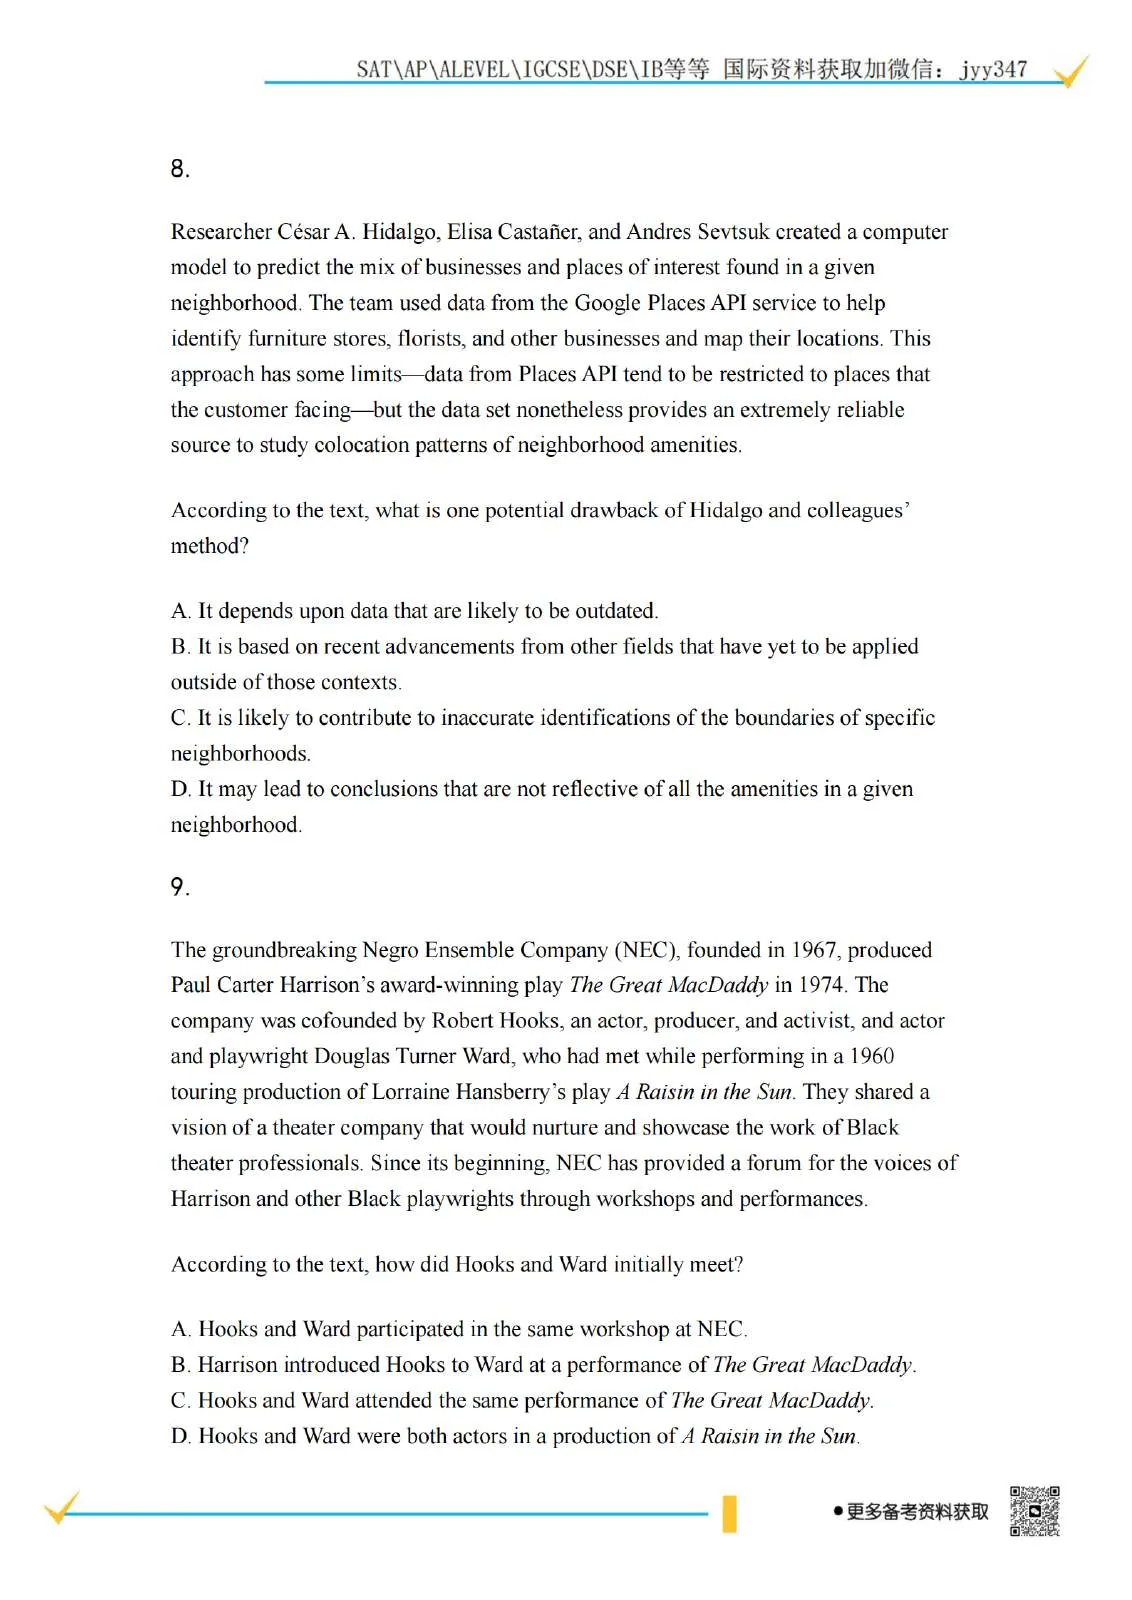 SAT\AP\ALEVEL\IGCSE\DSE\IB等等 国际资料获取加微信: jyy347
8.
Researcher César A. Hidalgo, Elisa Castañer, and Andres Sevtsuk created a computer
model to predict the mix of businesses and places of interest found in a given
neighborhood. The team used data from the Google Places API service to help
identify furniture stores, florists, and other businesses and map their locations. This
approach has some limits—data from Places API tend to be restricted to places that
the customer facing—but the data set nonetheless provides an extremely reliable
source to study colocation patterns of neighborhood amenities.
According to the text, what is one potential drawback of Hidalgo and colleagues’
method?
A. It depends upon data that are likely to be outdated.
B. It is based on recent advancements from other fields that have yet to be applied
outside of those contexts.
C. It is likely to contribute to inaccurate identifications of the boundaries of specific
neighborhoods.
D. It may lead to conclusions that are not reflective of all the amenities in a given
neighborhood.
9.
The groundbreaking Negro Ensemble Company (NEC), founded in 1967, produced
Paul Carter Harrison’s award-winning play The Great MacDaddy in 1974. The
company was cofounded by Robert Hooks, an actor, producer, and activist, and actor
and playwright Douglas Turner Ward, who had met while performing in a 1960
touring production of Lorraine Hansberry’s play A Raisin in the Sun. They shared a
vision of a theater company that would nurture and showcase the work of Black
theater professionals. Since its beginning, NEC has provided a forum for the voices of
Harrison and other Black playwrights through workshops and performances.
According to the text, how did Hooks and Ward initially meet?
A. Hooks and Ward participated in the same workshop at NEC.
B. Harrison introduced Hooks to Ward at a performance of The Great MacDaddy.
C. Hooks and Ward attended the same performance of The Great MacDaddy.
D. Hooks and Ward were both actors in a production of A Raisin in the Sun.
●更多备考资料获取